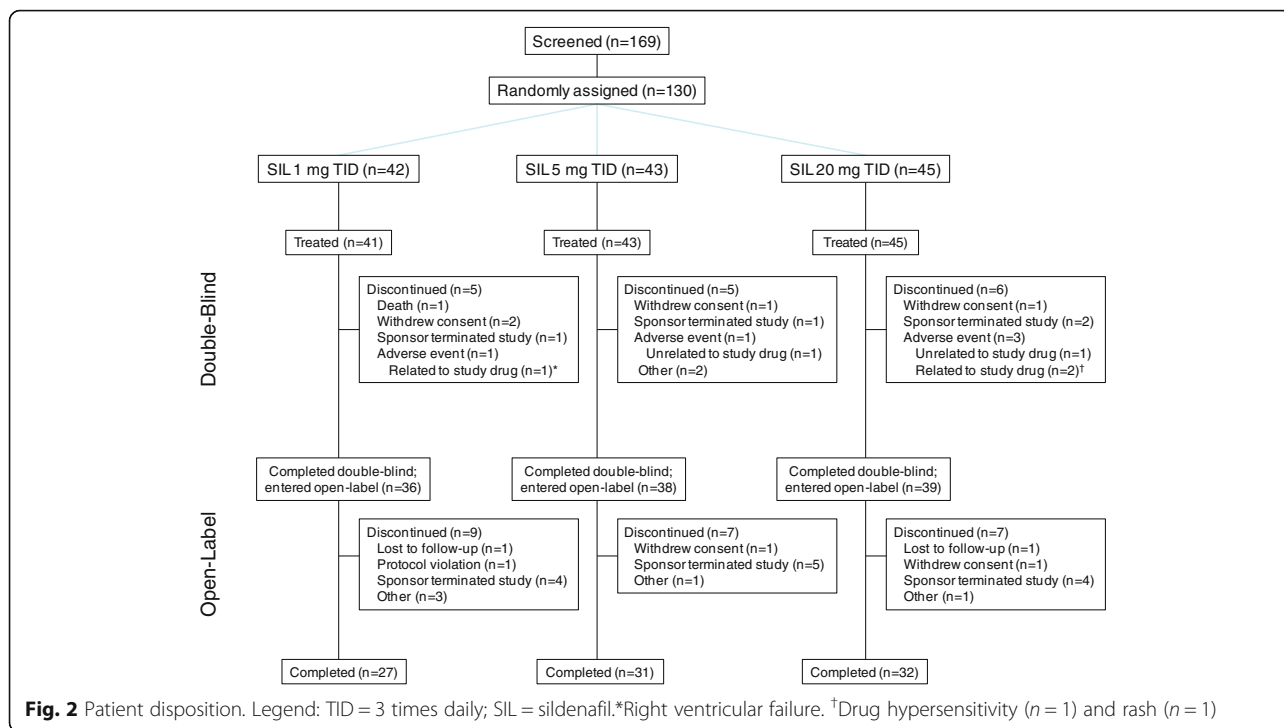 Screened (n=169)
Randomly assigned (n=130)
SIL 1 mg TID (n=42)
SIL 5 mg TID (n=43)
SIL 20 mg TID (n=45)
Treated (n=41)
Treated (n=43)
Treated (n=45)
Double-Blind
Discontinued (n=5)
Death (n=1)
Withdrew consent (n=2)
Sponsor terminated study (n=1)
Adverse event (n=1)
Related to study drug (n=1)*
Discontinued (n=5)
Withdrew consent (n=1)
Sponsor terminated study (n=1)
Adverse event (n=1)
Unrelated to study drug (n=1)
Other (n=2)
Discontinued (n=6)
Withdrew consent (n=1)
Sponsor terminated study (n=2)
Adverse event (n=3)
Unrelated to study drug (n=1)
Related to study drug (n=2)†
Completed double-blind;
entered open-label (n=36)
Completed double-blind;
entered open-label (n=38)
Completed double-blind;
entered open-label (n=39)
Open-Label
Discontinued (n=9)
Lost to follow-up (n=1)
Protocol violation (n=1)
Sponsor terminated study (n=4)
Other (n=3)
Discontinued (n=7)
Withdrew consent (n=1)
Sponsor terminated study (n=5)
Other (n=1)
Discontinued (n=7)
Lost to follow-up (n=1)
Withdrew consent (n=1)
Sponsor terminated study (n=4)
Other (n=1)
Completed (n=27)
Completed (n=31)
Completed (n=32)
Fig. 2 Patient disposition. Legend: TID = 3 times daily; SIL = sildenafil.*Right ventricular failure. †Drug hypersensitivity (n = 1) and rash (n = 1)